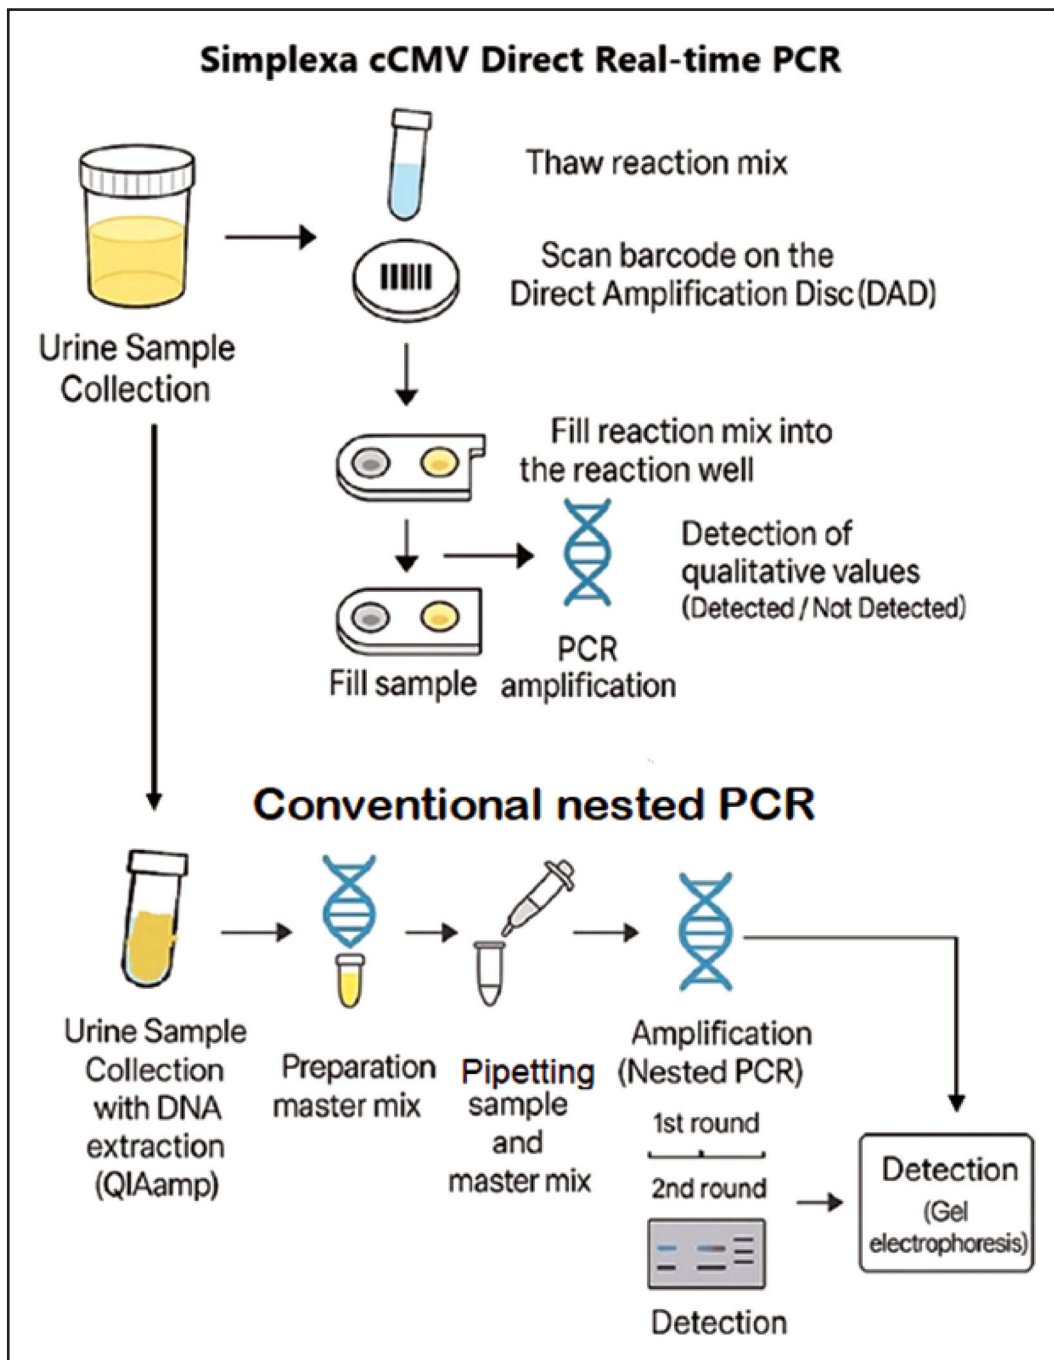 Simplexa cCMV Direct Real-time PCR
Thaw reaction mix
Scan barcode on the
Direct Amplification Disc (DAD)
Urine Sample
Collection
Fill reaction mix into
the reaction well
Detection of
qualitative values
(Detected / Not Detected)
Fill sample
PCR
amplification
Conventional nested PCR
Urine Sample
Collection
with DNA
extraction
(QIAamp)
Preparation
master mix
Pipetting
sample
and
master mix
Amplification
(Nested PCR)
1st round
2nd round
Detection
Detection
(Gel
electrophoresis)